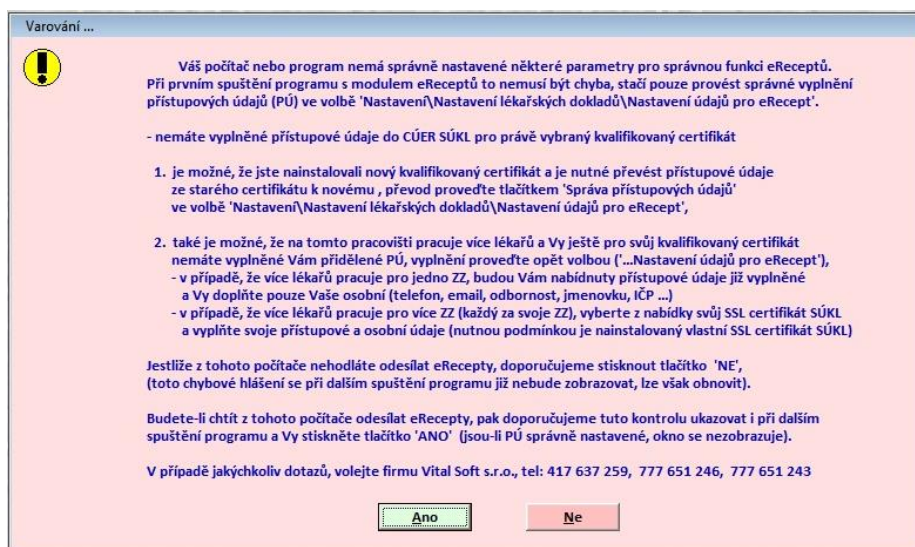 Varování ...
Váš počítač nebo program nemá správně nastavené některé parametry pro správnou funkci eReceptů.
Při prvním spuštění programu s modulem eReceptů to nemusí být chyba, stačí pouze provést správné vyplnění
přístupových údajů (PÚ) ve volbě 'Nastavení\Nastavení lékařských dokladů\Nastavení údajů pro eRecept'.
- nemáte vyplněné přístupové údaje do CÚER SÚKL pro právě vybraný kvalifikovaný certifikát
1. je možné, že jste nainstalovali nový kvalifikovaný certifikát a je nutné převést přístupové údaje
ze starého certifikátu k novému , převod proveďte tlačítkem 'Správa přístupových údajů'
ve volbě 'Nastavení\Nastavení lékařských dokladů\Nastavení údajů pro eRecept',
2. také je možné, že na tomto pracovišti pracuje více lékařů a Vy ještě pro svůj kvalifikovaný certifikát
nemáte vyplněné Vám přidělené PÚ, vyplnění proveďte opět volbou ('...Nastavení údajů pro eRecept'),
- v případě, že více lékařů pracuje pro jedno ZZ, budou Vám nabídnuty přístupové údaje již vyplněné
a Vy doplňte pouze Vaše osobní (telefon, email, odbornost, jmenovku, IČP ...)
- v případě, že více lékařů pracuje pro více ZZ (každý za svoje ZZ), vyberte z nabídky svůj SSL certifikát SÚKL
a vyplňte svoje přístupové a osobní údaje (nutnou podmínkou je nainstalovaný vlastní SSL certifikát SÚKL)
Jestliže z tohoto počítače nehodláte odesílat eRecepty, doporučujeme stisknout tlačítko 'NE',
(toto chybové hlášení se při dalším spuštění programu již nebude zobrazovat, lze však obnovit).
Budete-li chtít z tohoto počítače odesílat eRecepty, pak doporučujeme tuto kontrolu ukazovat i při dalším
spuštění programu a Vy stiskněte tlačítko 'ANO' (jsou-li PÚ správně nastavené, okno se nezobrazuje).
V případě jakýchkoliv dotazů, volejte firmu Vital Soft s.r.o., tel: 417 637 259, 777 651 246, 777 651 243
Ano
Ne